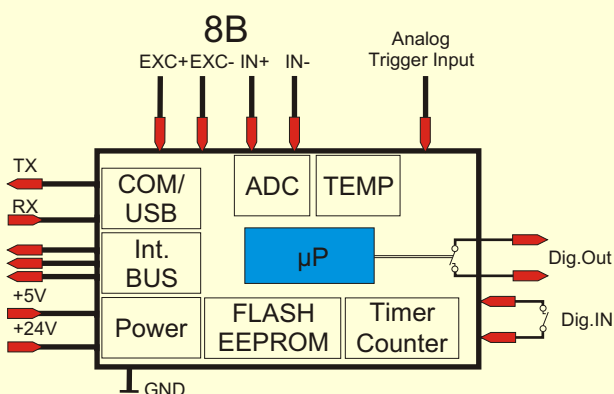 8B
EXC+ EXC- IN+ IN-
Analog
Trigger Input
TX
RX
+5V
+24V
COM/
USB
ADC
TEMP
Int.
BUS
µP
Power
FLASH
EEPROM
Timer
Counter
Dig.Out
Dig.IN
GND